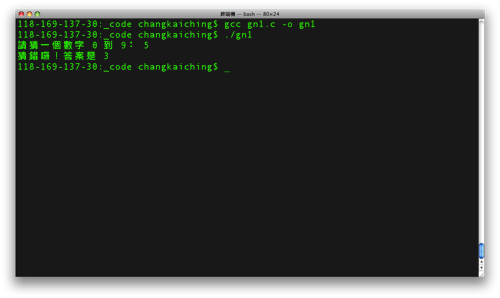 終端機 — bash — 80×24
118-169-137-30:_code changkaiching$ gcc gn1.c -o gn1
118-169-137-30:_code changkaiching$ ./gn1
請猜一個數字 0 到 9： 5
猜錯囉！答案是 3
118-169-137-30:_code changkaiching$ _